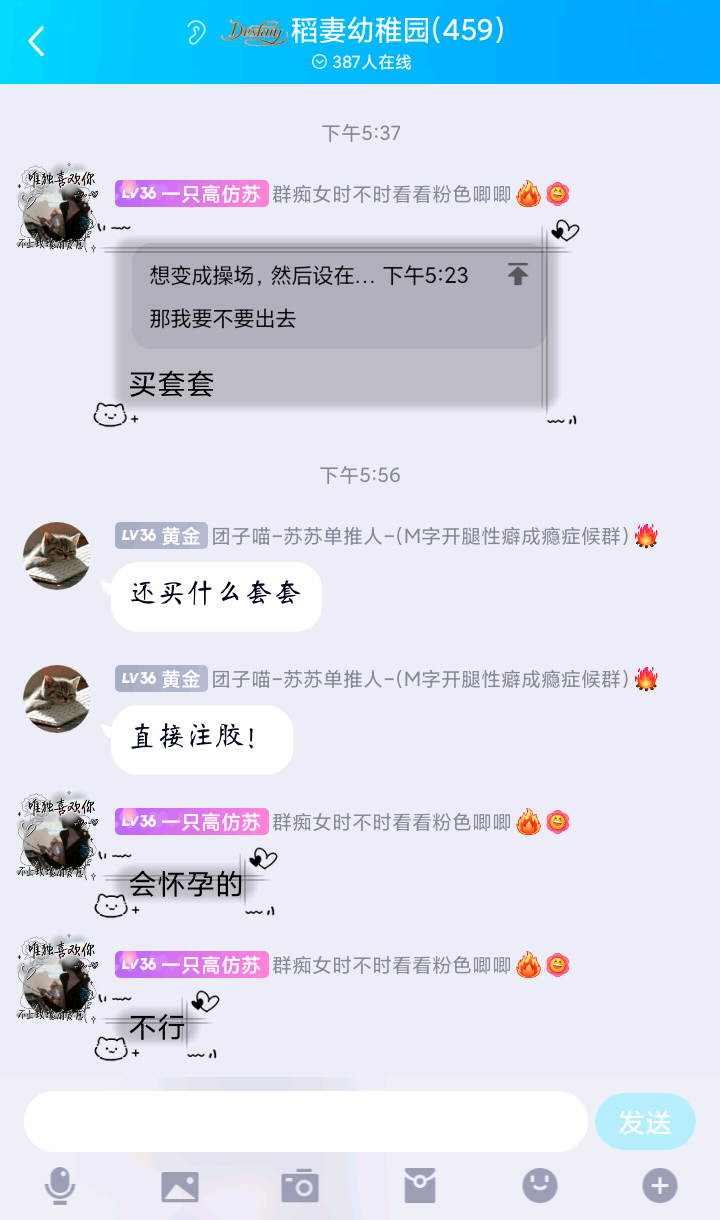 Destiny 稻妻幼稚园(459)
387人在线
下午5:37
唯独喜欢你
LV36 一只高仿苏 群痴女时不时看看粉色唧唧
想变成操场，然后设在... 下午5:23
那我要不要出去
买套套
下午5:56
LV36 黄金 团子喵-苏苏单推人-(M字开腿性癖成瘾症候群)
还买什么套套
LV36 黄金 团子喵-苏苏单推人-(M字开腿性癖成瘾症候群)
直接注胶！
唯独喜欢你
LV36 一只高仿苏 群痴女时不时看看粉色唧唧
会怀孕的
唯独喜欢你
LV36 一只高仿苏 群痴女时不时看看粉色唧唧
不行
发送